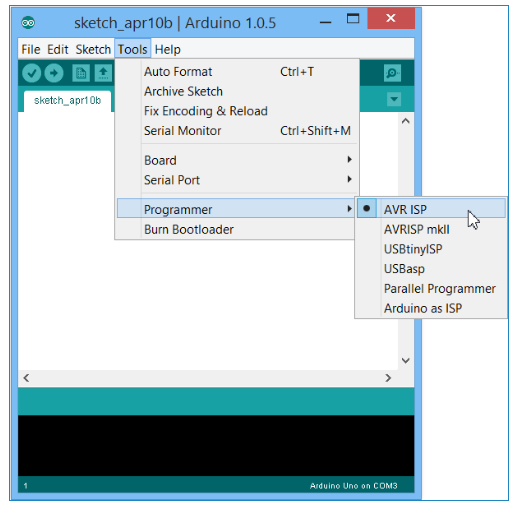 sketch_apr10b | Arduino 1.0.5
File Edit Sketch Tools Help
sketch_apr10b
Auto Format Ctrl+T
Archive Sketch
Fix Encoding & Reload
Serial Monitor Ctrl+Shift+M
Board
Serial Port
Programmer
Burn Bootloader
AVR ISP
AVRISP mkII
USBtinyISP
USBasp
Parallel Programmer
Arduino as ISP
1 Arduino Uno on COM3